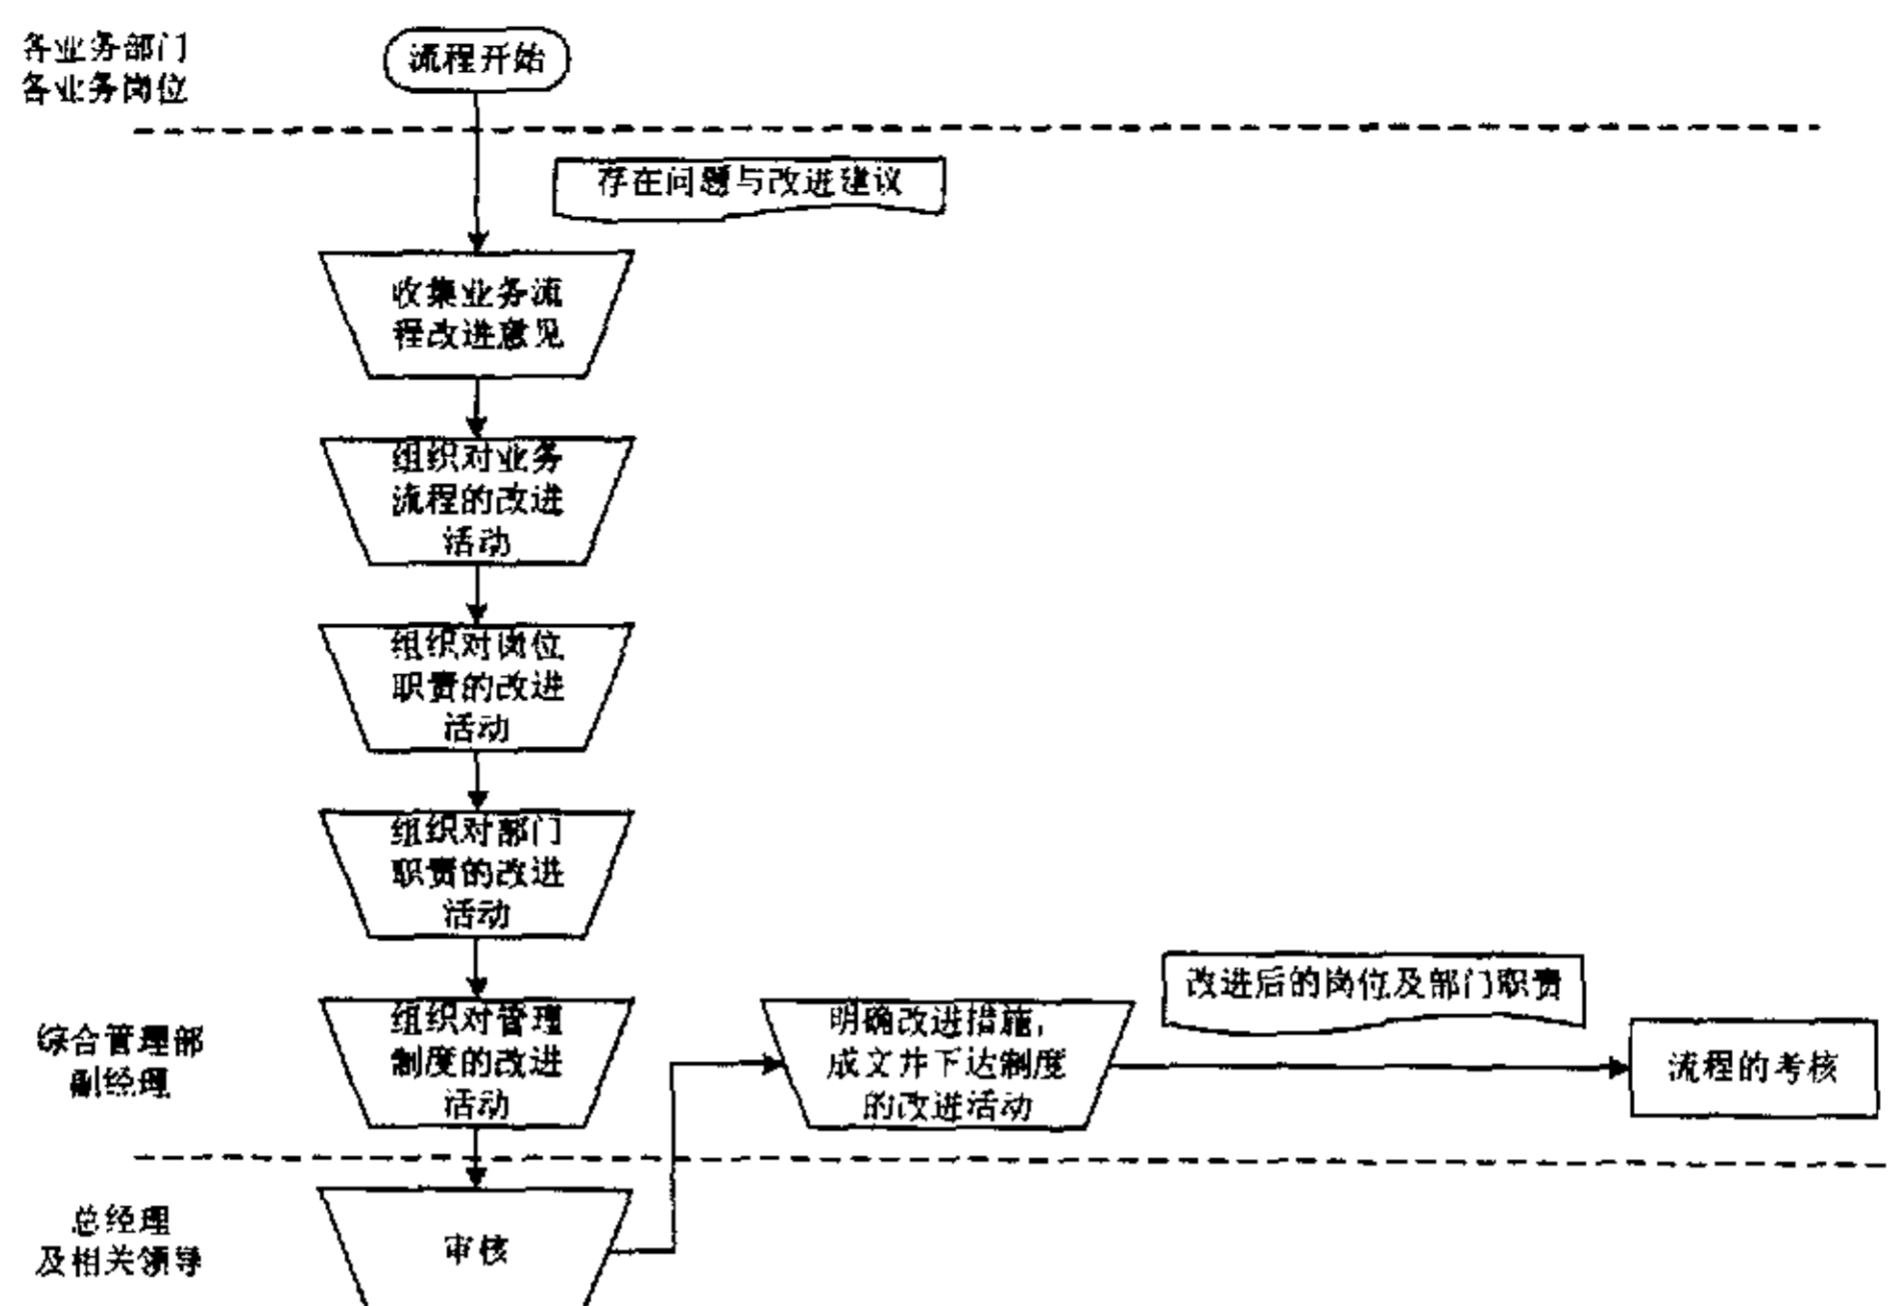 各业务部门
各业务岗位
流程开始
存在问题与改进建议
收集业务流
程改进意见
组织对业务
流程的改进
活动
组织对岗位
职责的改进
活动
组织对部门
职责的改进
活动
综合管理部
副经理
组织对管理
制度的改进
活动
明确改进措施,
成文并下达制度
的改进活动
改进后的岗位及部门职责
流程的考核
总经理
及相关领导
审核